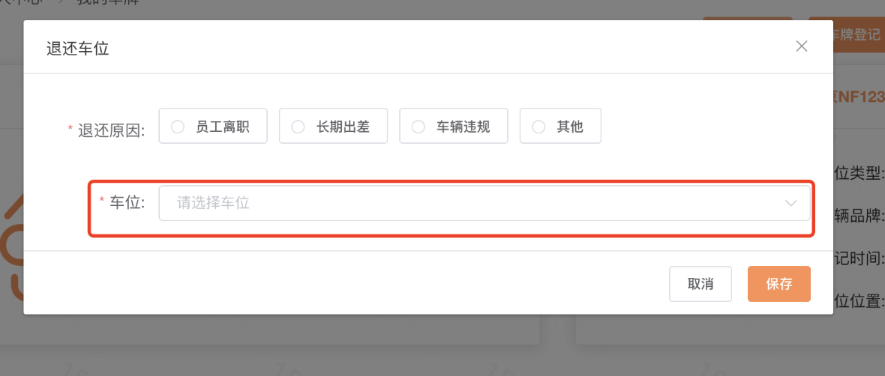 我的车牌
退还车位
车牌登记
NF123
* 退还原因: 员工离职 长期出差 车辆违规 其他
位类型:
* 车位: 请选择车位
辆品牌:
记时间:
取消 保存
位位置: